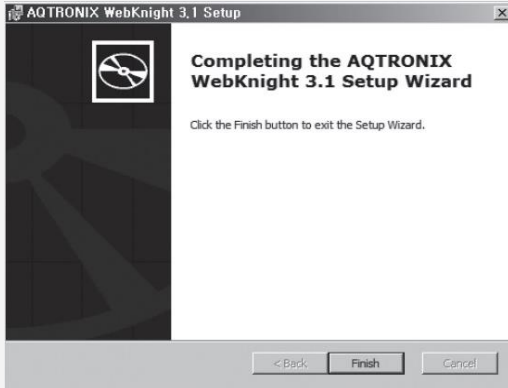 AQTRONIX WebKnight 3.1 Setup
Completing the AQTRONIX
WebKnight 3.1 Setup Wizard
Click the Finish button to exit the Setup Wizard.
< Back
Finish
Cancel